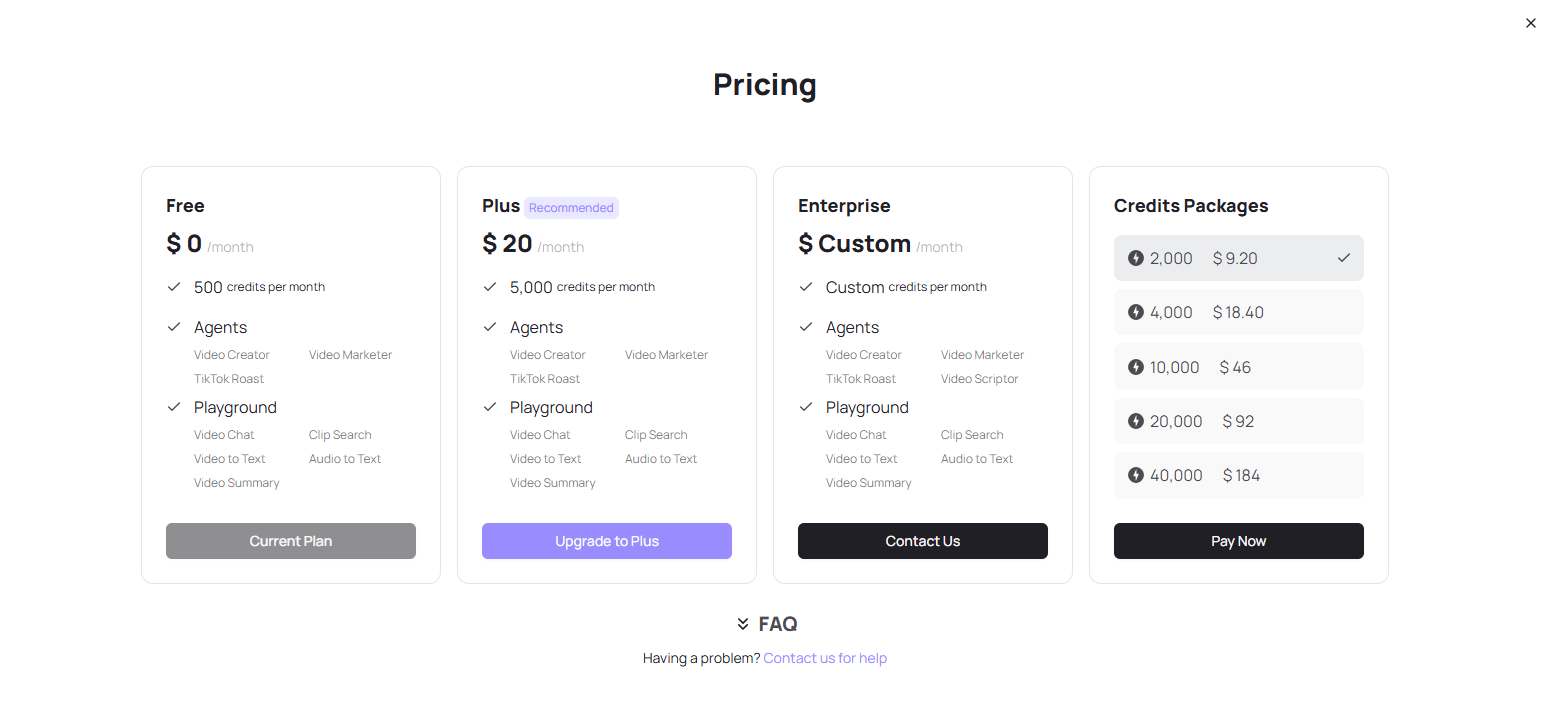 Pricing
Free
$ 0 /month
500 credits per month
Agents
Video Creator Video Marketer
TikTok Roast
Playground
Video Chat Clip Search
Video to Text Audio to Text
Video Summary
Current Plan
Plus Recommended
$ 20 /month
5,000 credits per month
Agents
Video Creator Video Marketer
TikTok Roast
Playground
Video Chat Clip Search
Video to Text Audio to Text
Video Summary
Upgrade to Plus
Enterprise
$ Custom /month
Custom credits per month
Agents
Video Creator Video Marketer
TikTok Roast Video Scriptor
Playground
Video Chat Clip Search
Video to Text Audio to Text
Video Summary
Contact Us
Credits Packages
2,000 $ 9.20
4,000 $ 18.40
10,000 $ 46
20,000 $ 92
40,000 $ 184
Pay Now
FAQ
Having a problem? Contact us for help